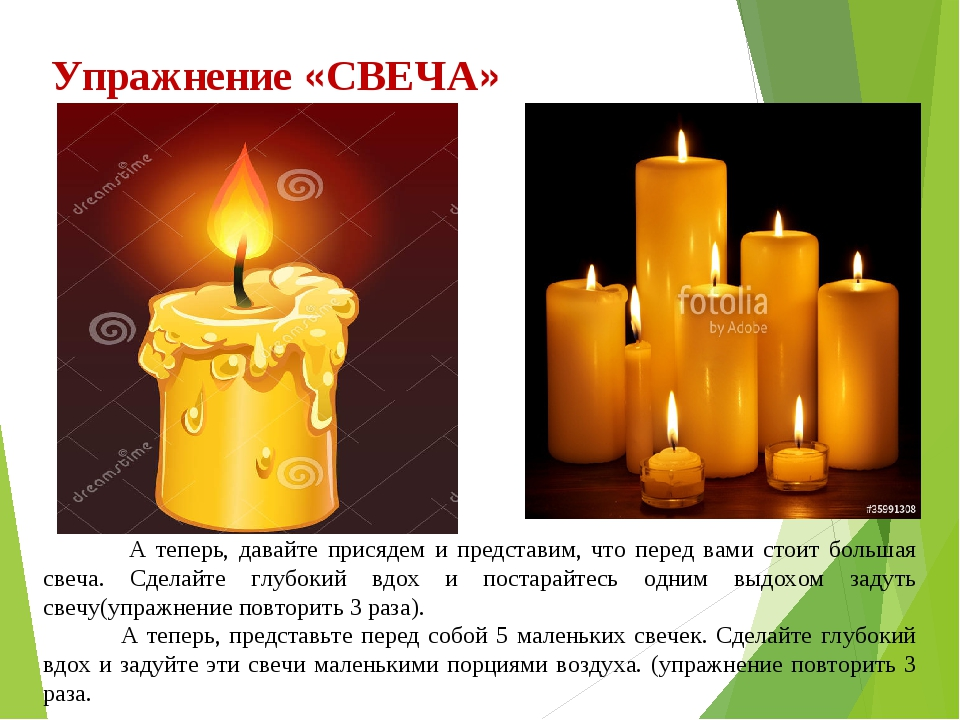 Упражнение «СВЕЧА»
dreamstime
dreamstime
dreamstime
fotolia
by Adobe
#35991308
А теперь, давайте присядем и представим, что перед вами стоит большая
свеча. Сделайте глубокий вдох и постарайтесь одним выдохом задуть
свечу(упражнение повторить 3 раза).
А теперь, представьте перед собой 5 маленьких свечек. Сделайте глубокий
вдох и задуйте эти свечи маленькими порциями воздуха. (упражнение повторить 3
раза.